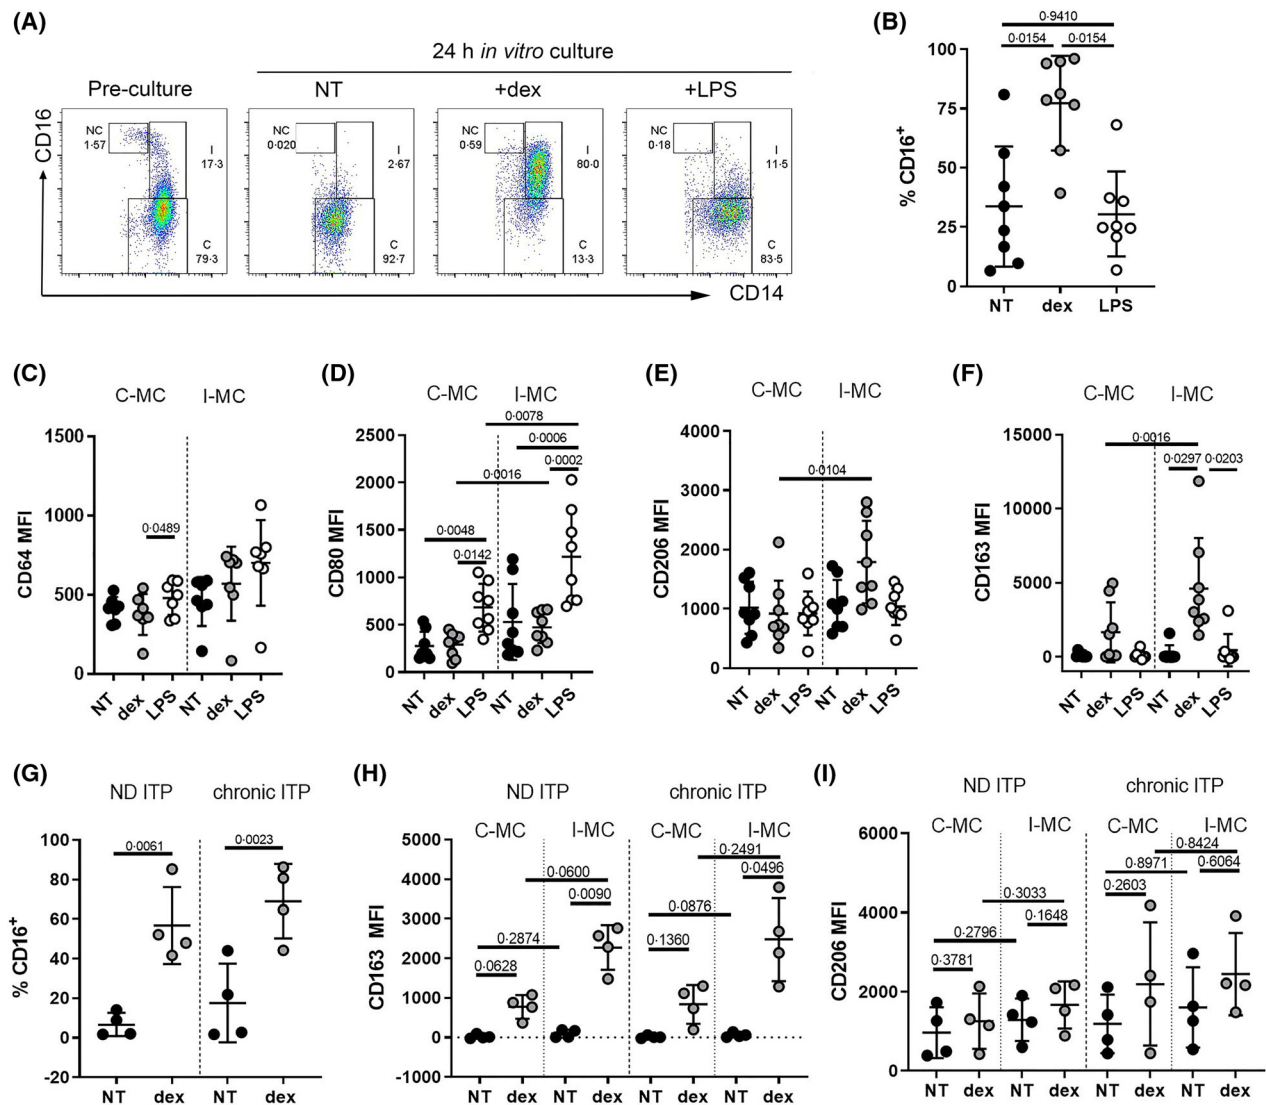 (A)
24 h in vitro culture
Pre-culture
NT
+dex
+LPS
CD16
NC
1·57
I
17·3
C
79·3
NC
0·020
I
2·67
C
92·7
NC
0·59
I
80·0
C
13·3
NC
0·18
I
11·5
C
83·5
CD14
(B)
0·9410
0·0154 0·0154
% CD16+
100
75
50
25
0
NT dex LPS
(C)
C-MC I-MC
CD64 MFI
1500
1000
500
0
0·0489
NT dex LPS NT dex LPS
(D)
C-MC I-MC
0·0078
0·0006
0·0002
0·0016
0·0048
0·0142
CD80 MFI
2500
2000
1500
1000
500
0
NT dex LPS NT dex LPS
(E)
C-MC I-MC
0·0104
CD206 MFI
4000
3000
2000
1000
0
NT dex LPS NT dex LPS
(F)
C-MC I-MC
0·0016
0·0297 0·0203
CD163 MFI
15000
10000
5000
0
NT dex LPS NT dex LPS
(G)
ND ITP chronic ITP
0·0061 0·0023
% CD16+
100
80
60
40
20
0
-20
NT dex NT dex
(H)
ND ITP chronic ITP
C-MC I-MC C-MC I-MC
0·2491
0·0496
0·0600
0·0090
0·0876
0·2874
0·1360
0·0628
CD163 MFI
5000
4000
3000
2000
1000
0
-1000
NT dex NT dex NT dex NT dex
(I)
ND ITP chronic ITP
C-MC I-MC C-MC I-MC
0·8424
0·8971 0·6064
0·2603
0·3033
0·1648
0·2796
0·3781
CD206 MFI
6000
4000
2000
0
NT dex NT dex NT dex NT dex